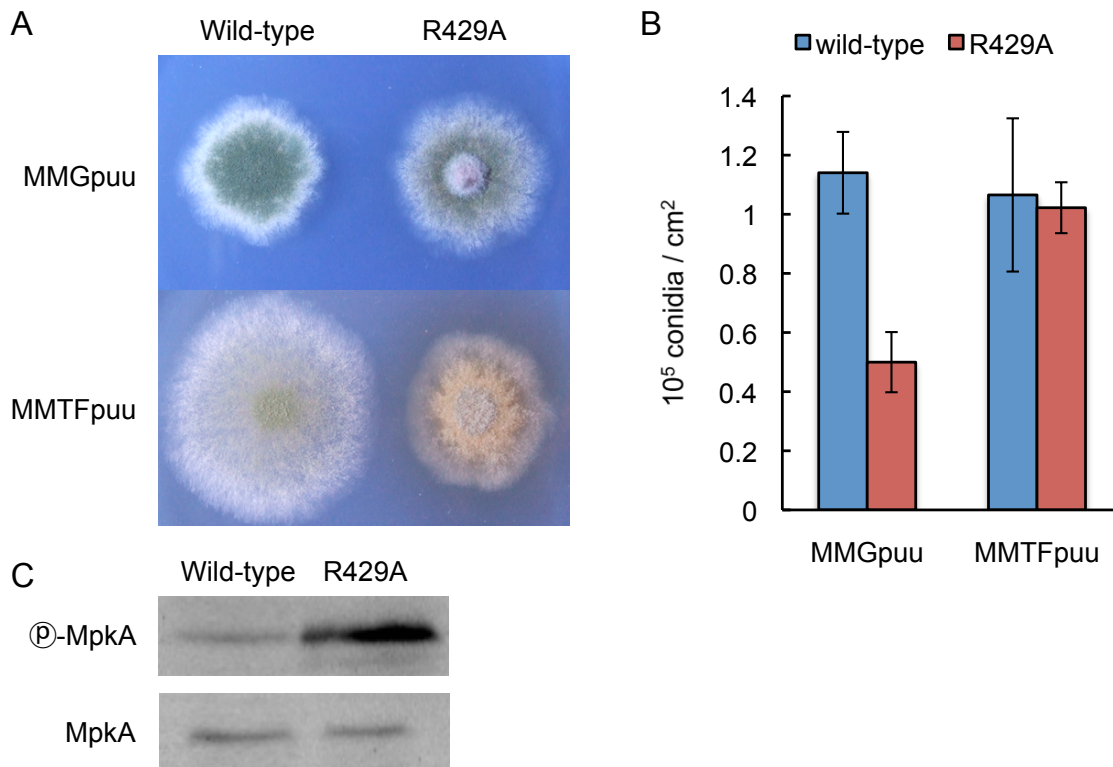 A
Wild-type R429A
MMGpuu
MMTFpuu
B
wild-type R429A
1.4
1.2
1
0.8
0.6
0.4
0.2
0
10⁵ conidia / cm²
MMGpuu MMTFpuu
C
Wild-type R429A
ⓟ-MpkA
MpkA